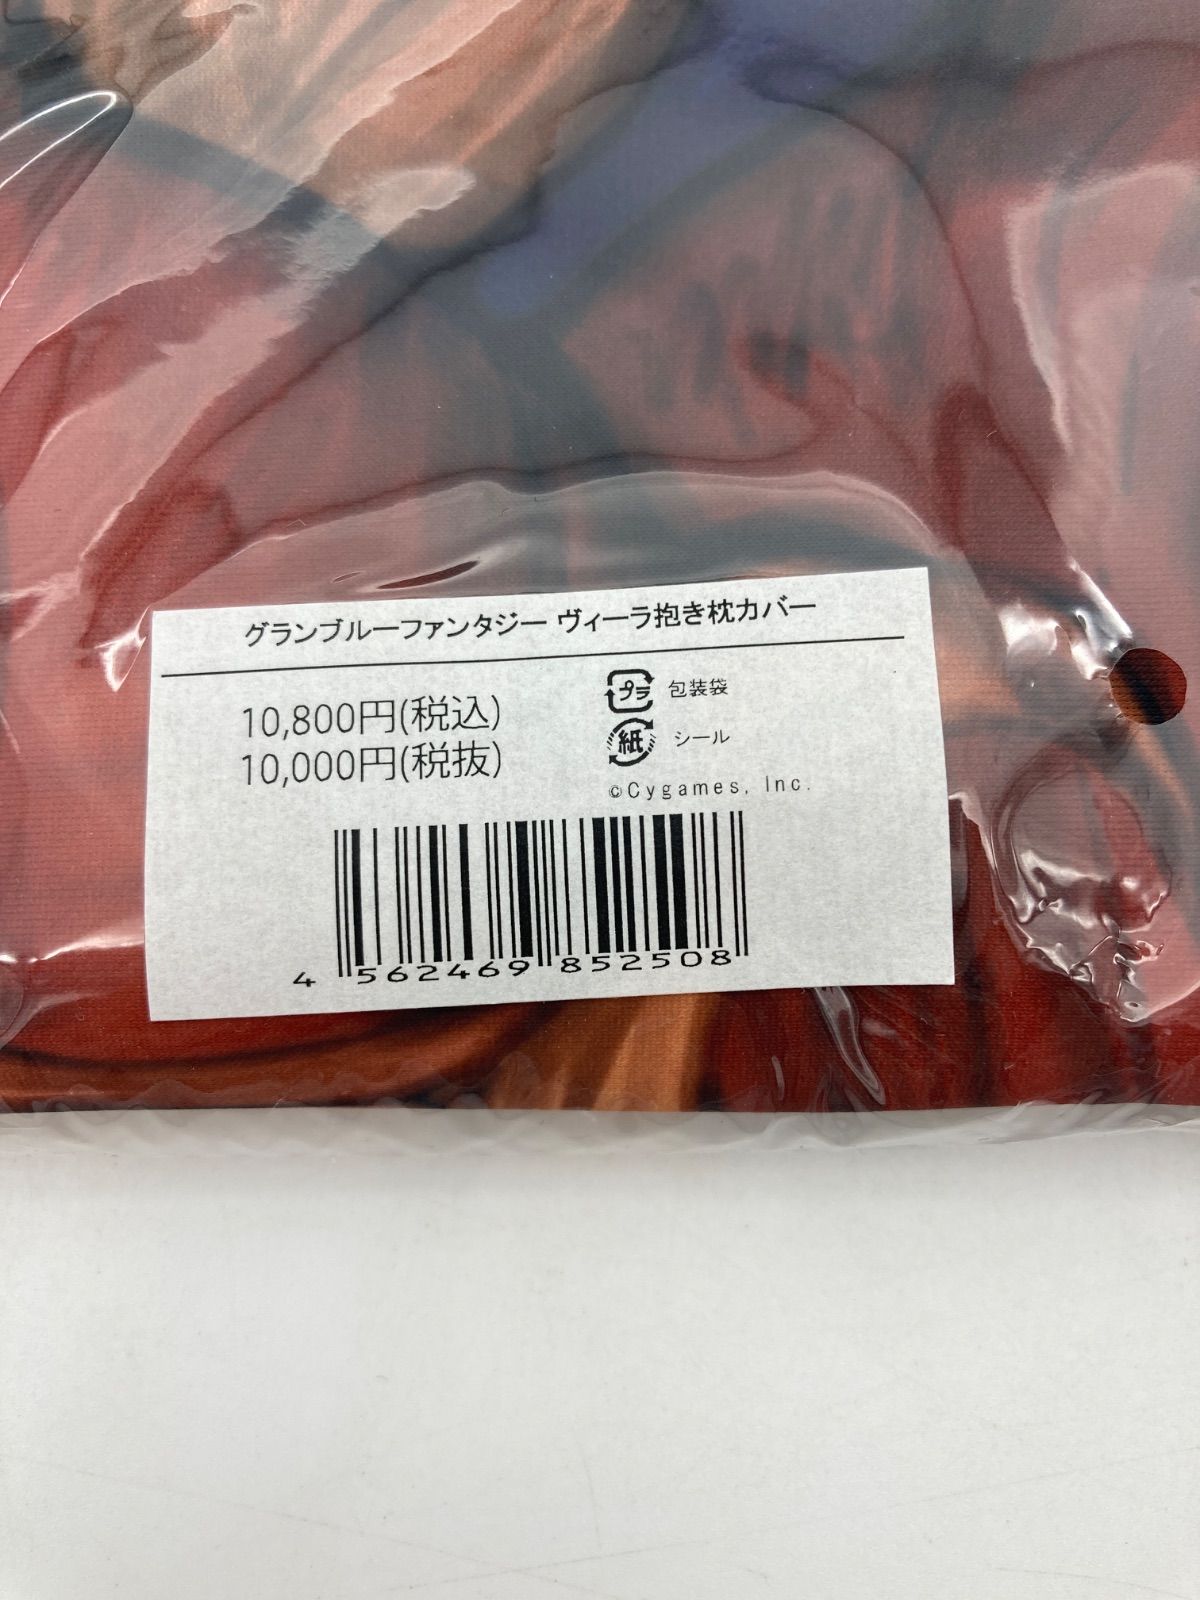 グランブルーファンタジー ヴィーラ抱き枕カバー
10,800円(税込)
10,000円(税抜)
プラ 包装袋
紙 シール
©Cygames, Inc.
4 562469 852508